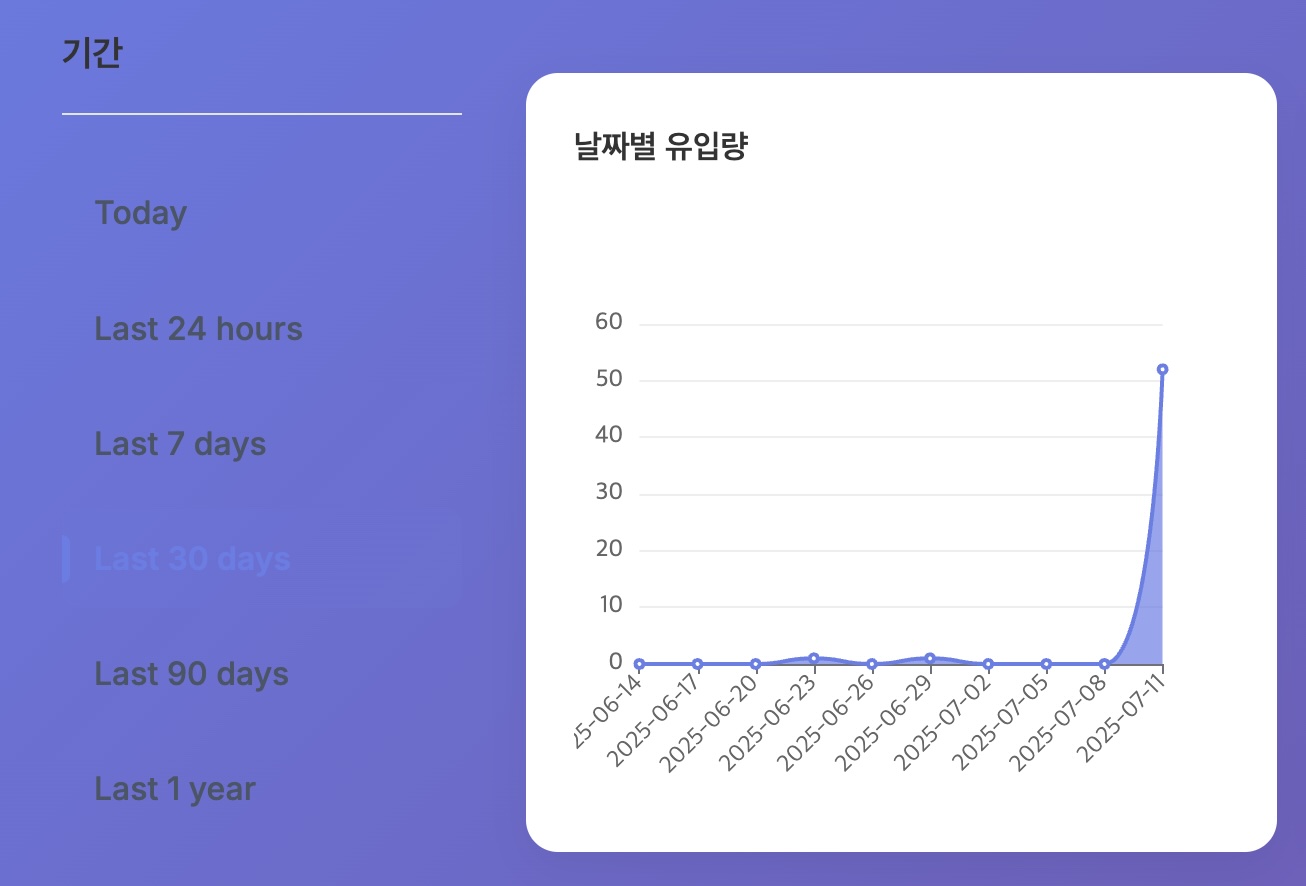 기간
Today
Last 24 hours
Last 7 days
Last 30 days
Last 90 days
Last 1 year
날짜별 유입량
60
50
40
30
20
10
0
25-06-14
2025-06-17
2025-06-20
2025-06-23
2025-06-26
2025-06-29
2025-07-02
2025-07-05
2025-07-08
2025-07-11